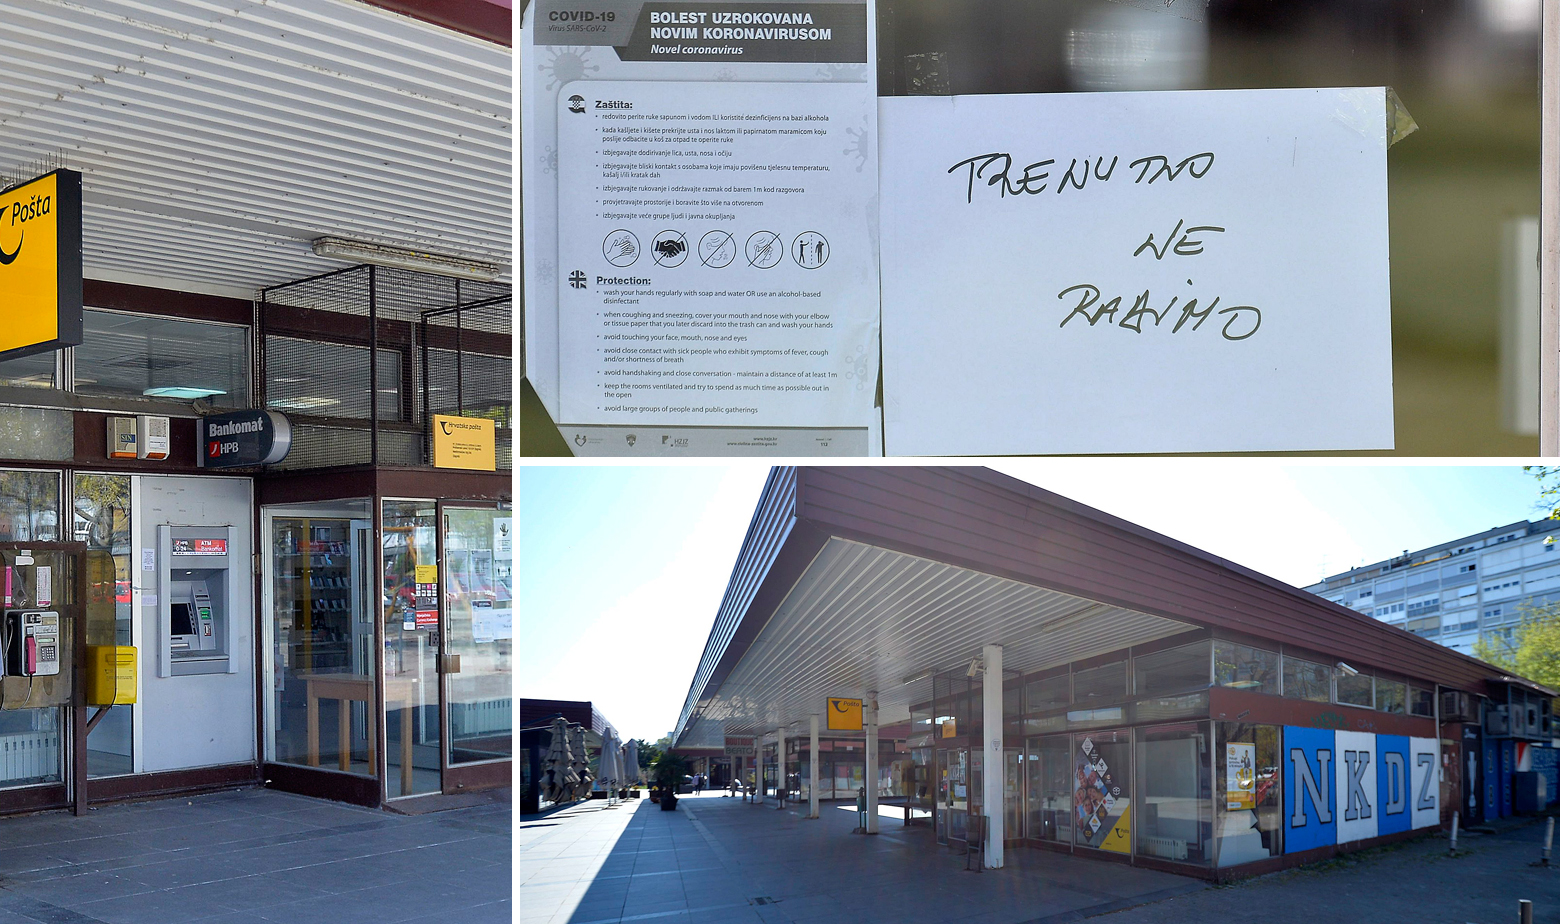 Pošta
Bankomat
HPB
Hrvatska pošta
SIN
HPB
0-24
ATM
Bankomat
COVID-19
Virus SARS-CoV-2
BOLEST UZROKOVANA
NOVIM KORONAVIRUSOM
Novel coronavirus
Zaštita:
• redovito perite ruke sapunom i vodom ILI koristite dezinficijens na bazi alkohola
• kada kašljete i kišete prekrijte usta i nos laktom ili papirnatom maramicom koju
poslije odbacite u koš za otpad te operite ruke
• izbjegavajte dodirivanje lica, usta, nosa i očiju
• izbjegavajte bliski kontakt s osobama koje imaju povišenu tjelesnu temperaturu,
kašalj i/ili kratak dah
• izbjegavajte rukovanje i održavajte razmak od barem 1m kod razgovora
• provjetravajte prostorije i boravite što više na otvorenom
• izbjegavajte veće grupe ljudi i javna okupljanja
Protection:
• wash your hands regularly with soap and water OR use an alcohol-based
disinfectant
• when coughing and sneezing, cover your mouth and nose with your elbow
or tissue paper that you later discard into the trash can and wash your hands
• avoid touching your face, mouth, nose and eyes
• avoid close contact with sick people who exhibit symptoms of fever, cough
and/or shortness of breath
• avoid handshaking and close conversation - maintain a distance of at least 1m
• keep the rooms ventilated and try to spend as much time as possible out in
the open
• avoid large groups of people and public gatherings
HZJZ
112
TRENUTNO
NE
RADIMO
Pošta
NKDZ